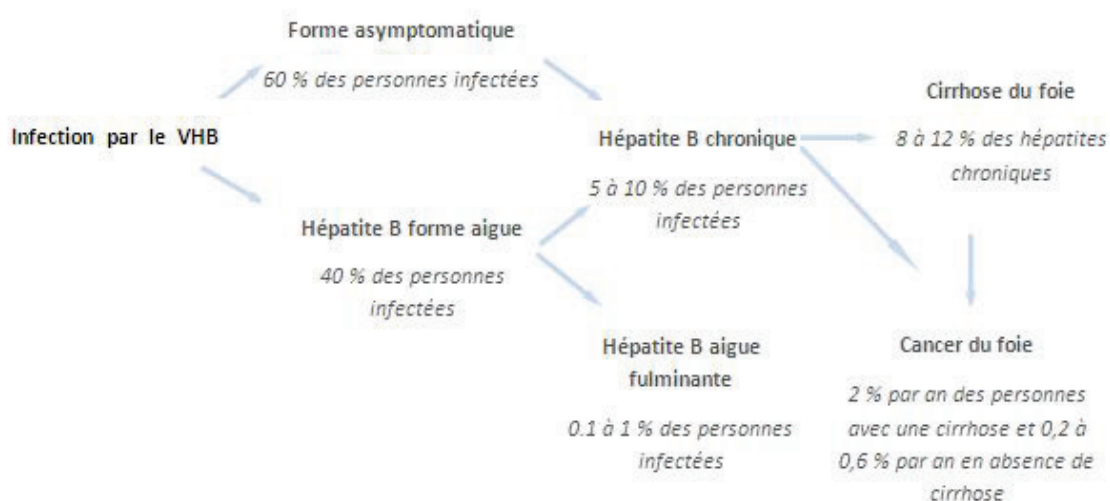 Forme asymptomatique
60 % des personnes infectées
Infection par le VHB
Hépatite B forme aigue
40 % des personnes
infectées
Hépatite B chronique
5 à 10 % des personnes
infectées
Hépatite B aigue
fulminante
0.1 à 1 % des personnes
infectées
Cirrhose du foie
8 à 12 % des hépatites
chroniques
Cancer du foie
2 % par an des personnes
avec une cirrhose et 0,2 à
0,6 % par an en absence de
cirrhose